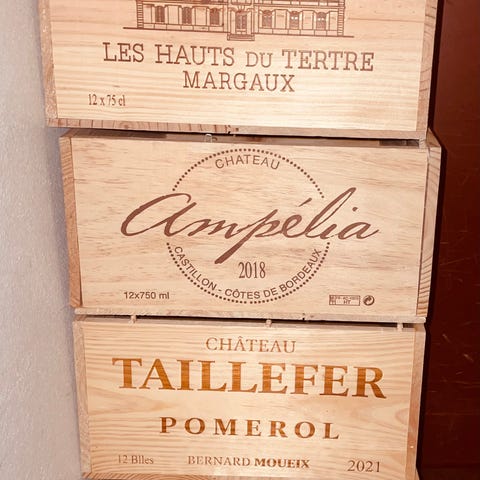 LES HAUTS DU TERTRE
MARGAUX
12 x 75 cl
CHATEAU
Ampélia
2018
CASTILLON - CÔTES DE BORDEAUX
12x750 ml
CHÂTEAU
TAILLEFER
POMEROL
12 Blles BERNARD MOUEIX 2021